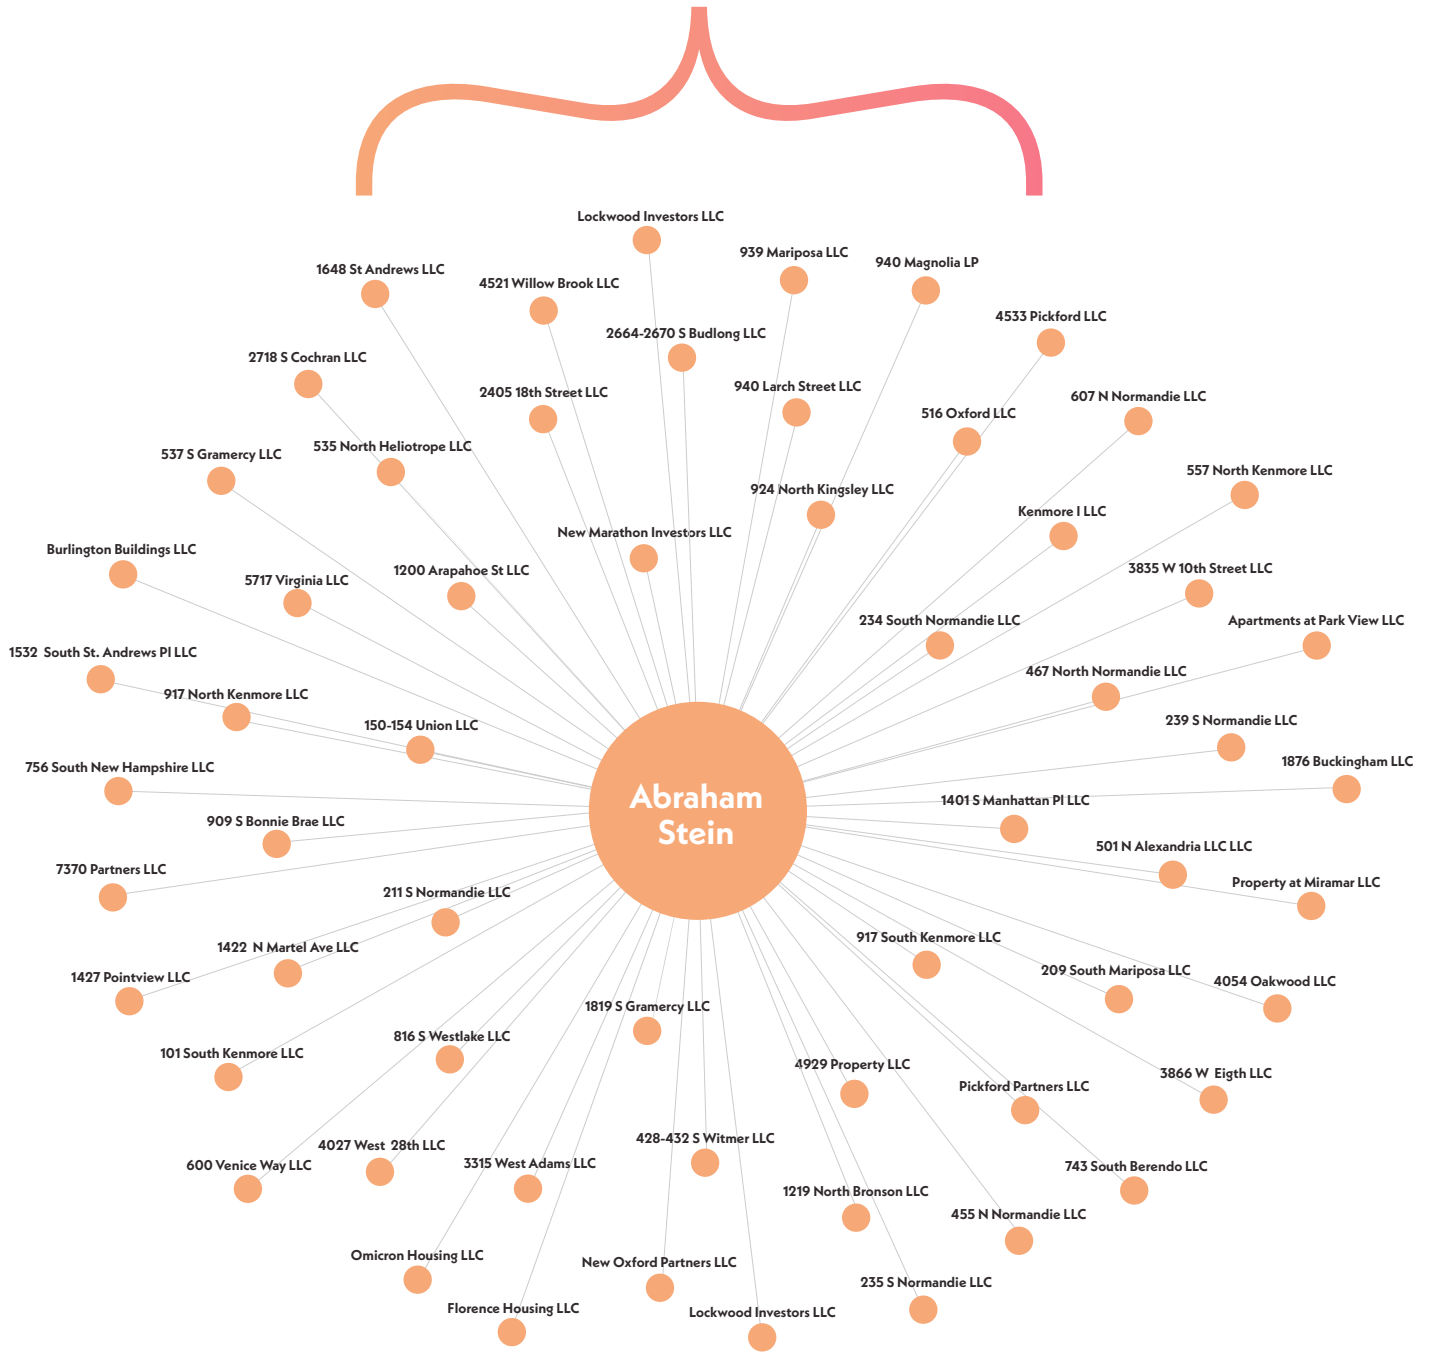 Lockwood Investors LLC
939 Mariposa LLC
940 Magnolia LP
1648 St Andrews LLC
4521 Willow Brook LLC
4533 Pickford LLC
2664-2670 S Budlong LLC
2718 S Cochran LLC
2405 18th Street LLC
940 Larch Street LLC
607 N Normandie LLC
516 Oxford LLC
535 North Heliotrope LLC
537 S Gramercy LLC
557 North Kenmore LLC
924 North Kingsley LLC
Kenmore I LLC
New Marathon Investors LLC
Burlington Buildings LLC
1200 Arapahoe St LLC
3835 W 10th Street LLC
5717 Virginia LLC
234 South Normandie LLC
Apartments at Park View LLC
1532  South St. Andrews Pl LLC
467 North Normandie LLC
917 North Kenmore LLC
150-154 Union LLC
239 S Normandie LLC
756 South New Hampshire LLC
1876 Buckingham LLC
Abraham
Stein
1401 S Manhattan Pl LLC
909 S Bonnie Brae LLC
501 N Alexandria LLC LLC
7370 Partners LLC
Property at Miramar LLC
211 S Normandie LLC
917 South Kenmore LLC
1422  N Martel Ave LLC
209 South Mariposa LLC
1427 Pointview LLC
4054 Oakwood LLC
1819 S Gramercy LLC
816 S Westlake LLC
101 South Kenmore LLC
4929 Property LLC
3866 W  Eigth LLC
Pickford Partners LLC
428-432 S Witmer LLC
4027 West  28th LLC
600 Venice Way LLC
3315 West Adams LLC
743 South Berendo LLC
1219 North Bronson LLC
455 N Normandie LLC
Omicron Housing LLC
New Oxford Partners LLC
235 S Normandie LLC
Florence Housing LLC
Lockwood Investors LLC